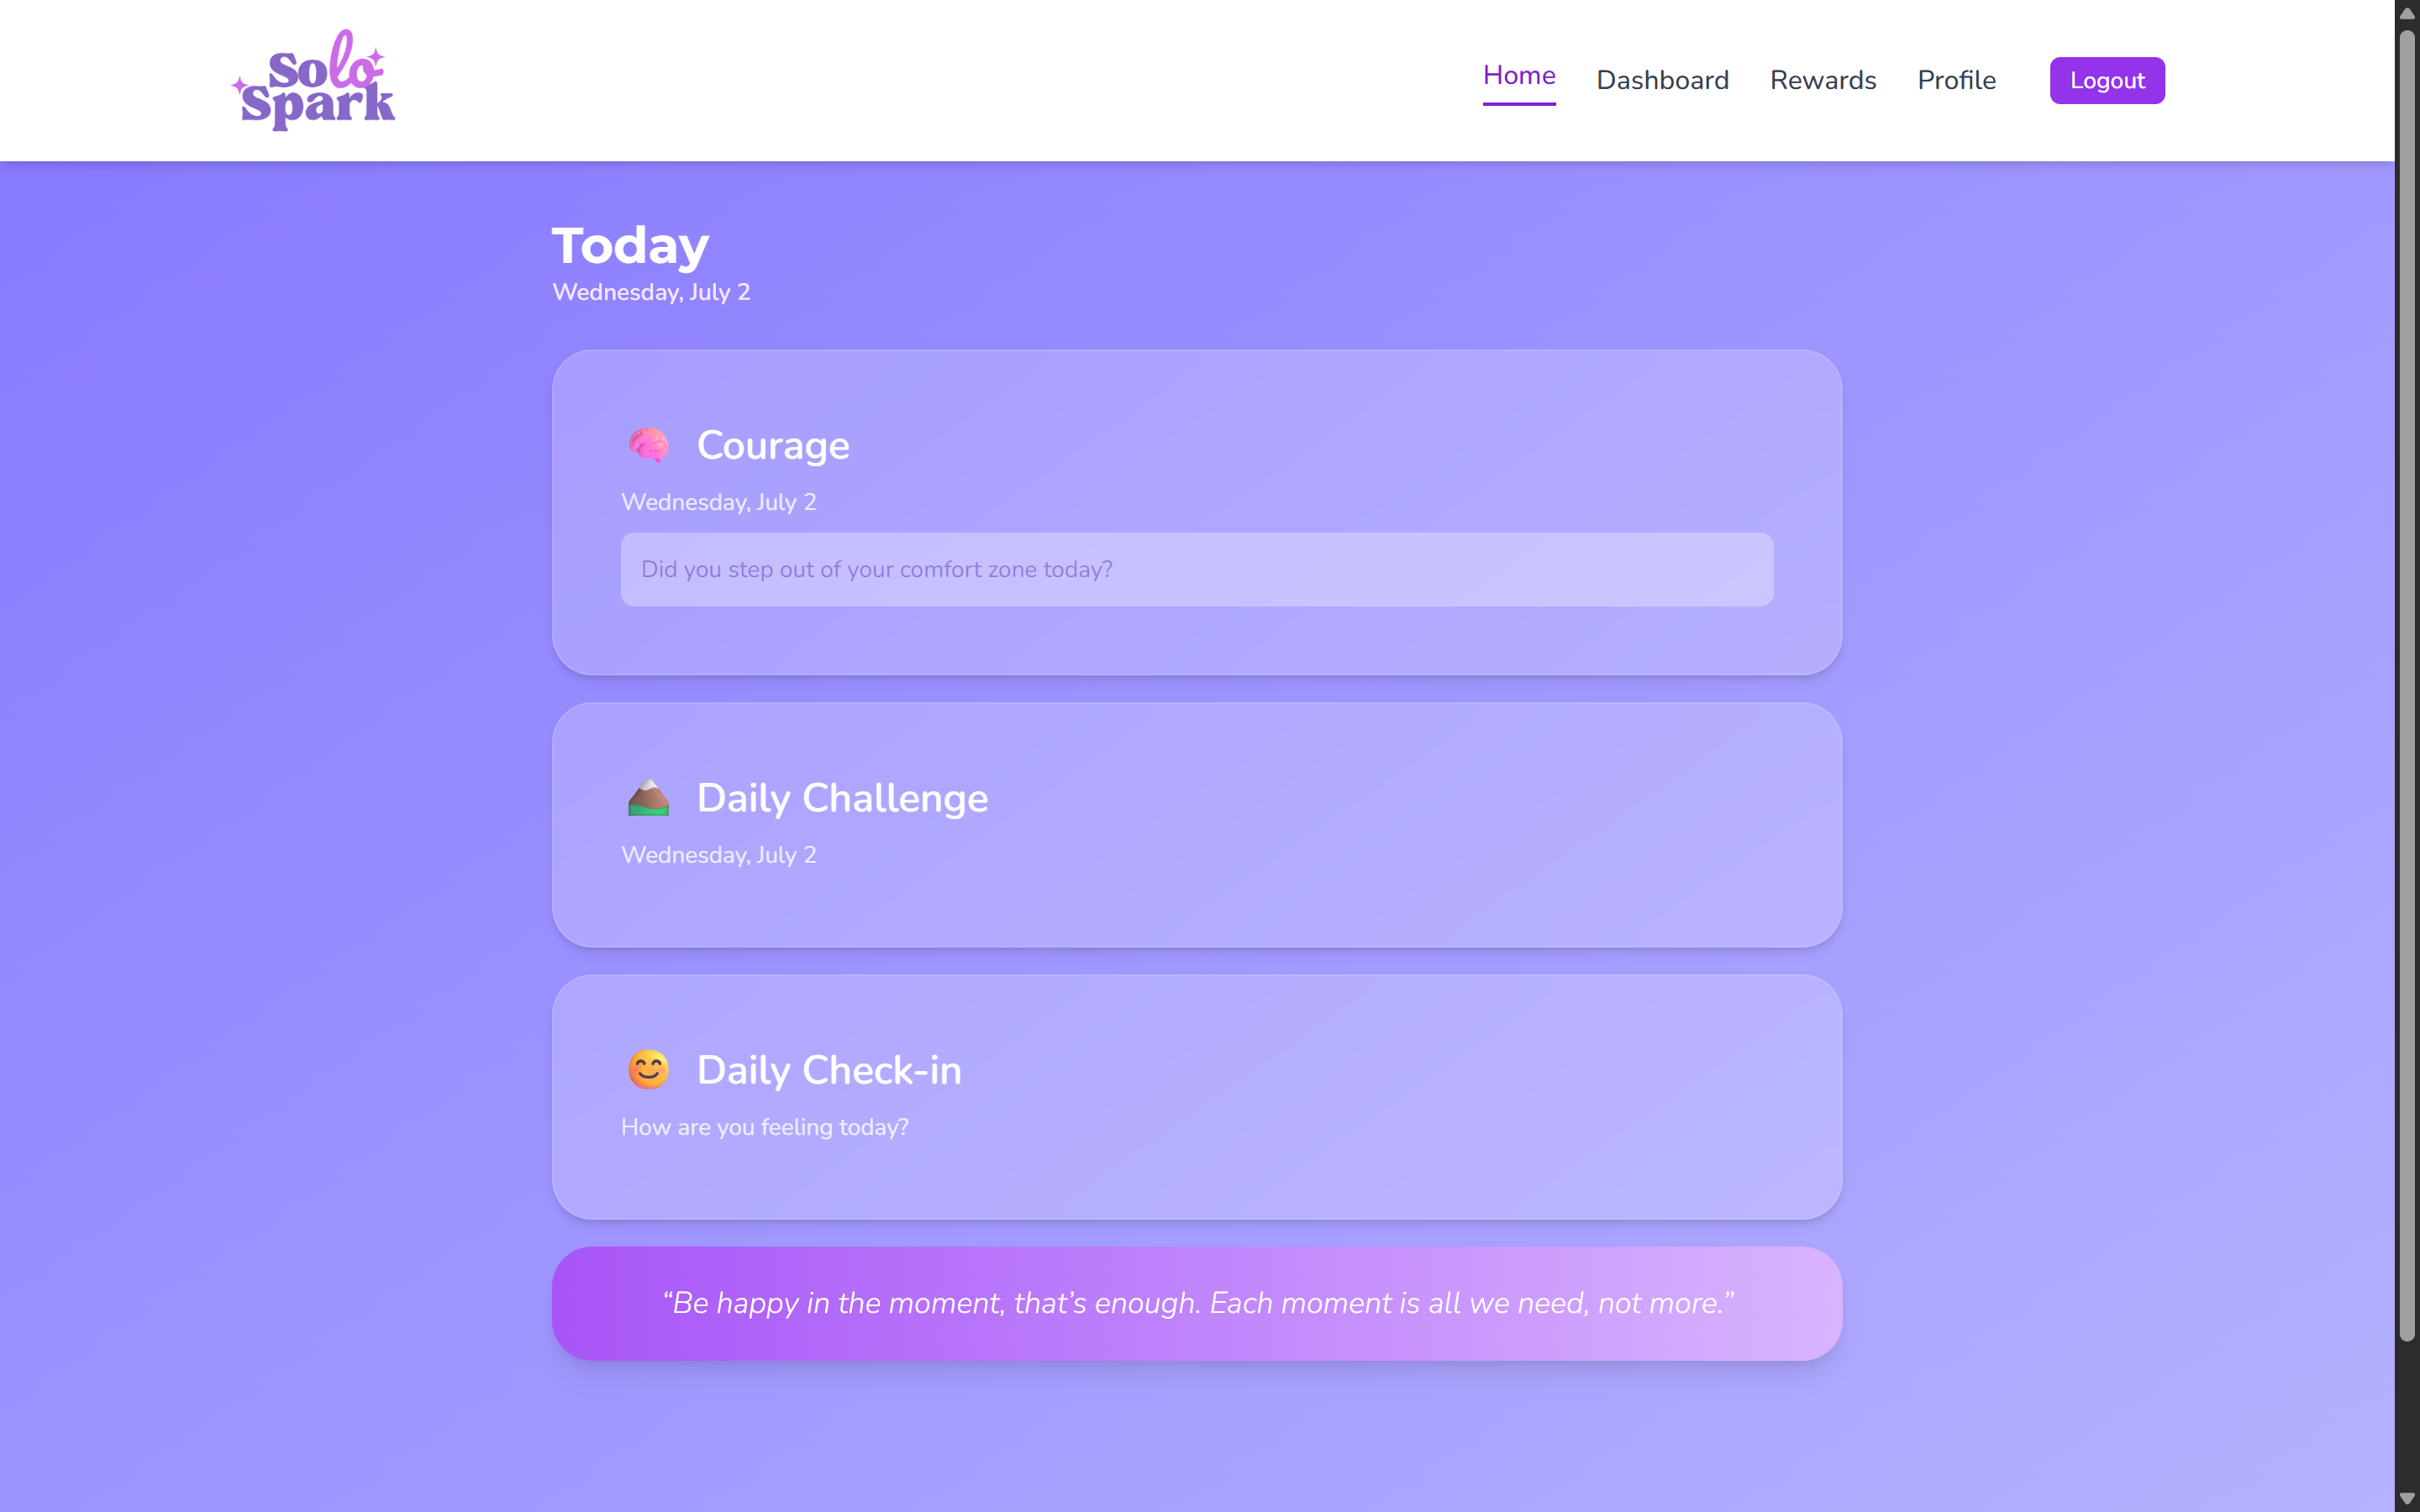 Solo
Spark
Home Dashboard Rewards Profile Logout
Today
Wednesday, July 2
Courage
Wednesday, July 2
Did you step out of your comfort zone today?
Daily Challenge
Wednesday, July 2
Daily Check-in
How are you feeling today?
“Be happy in the moment, that’s enough. Each moment is all we need, not more.”